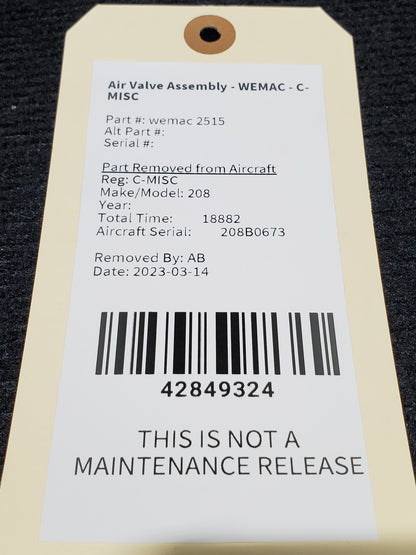 Air Valve Assembly - WEMAC - C-
MISC
Part #: wemac 2515
Alt Part #:
Serial #:
Part Removed from Aircraft
Reg: C-MISC
Make/Model: 208
Year:
Total Time: 18882
Aircraft Serial: 208B0673
Removed By: AB
Date: 2023-03-14
42849324
THIS IS NOT A
MAINTENANCE RELEASE